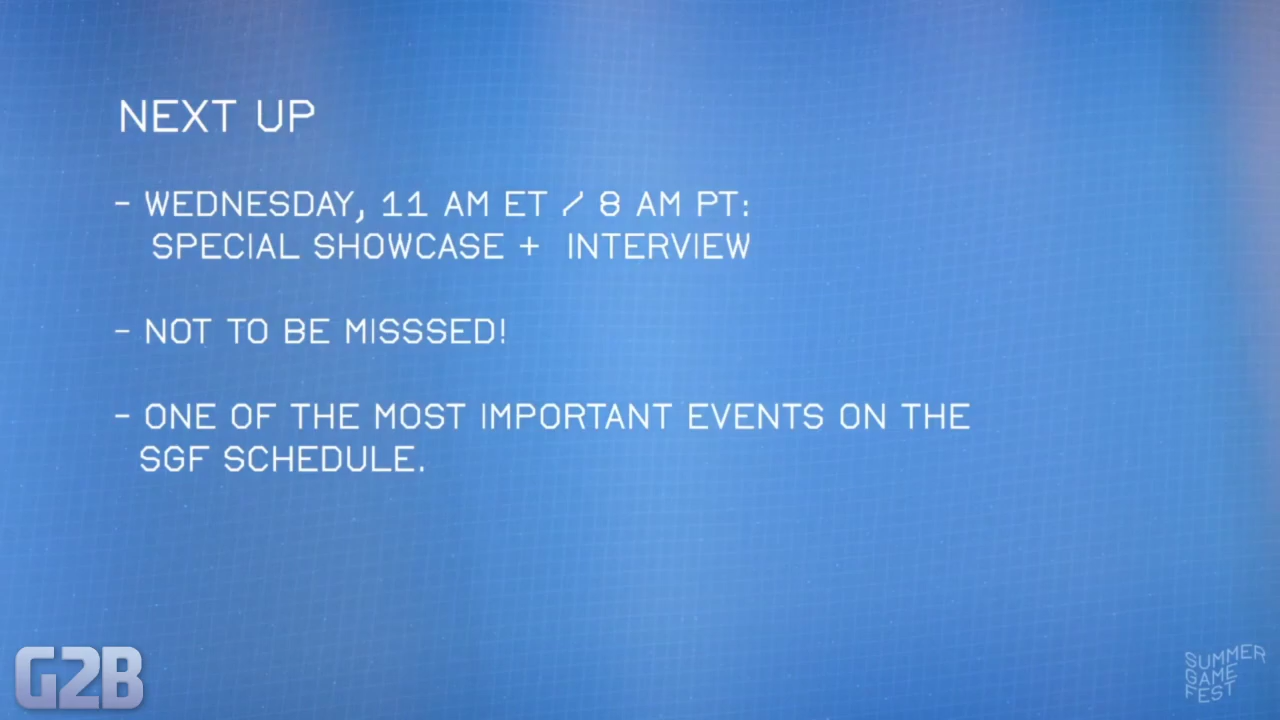 NEXT UP
- WEDNESDAY, 11 AM ET / 8 AM PT:
SPECIAL SHOWCASE + INTERVIEW
- NOT TO BE MISSSED!
- ONE OF THE MOST IMPORTANT EVENTS ON THE
SGF SCHEDULE.
G2B
SUMMER
GAME
FEST